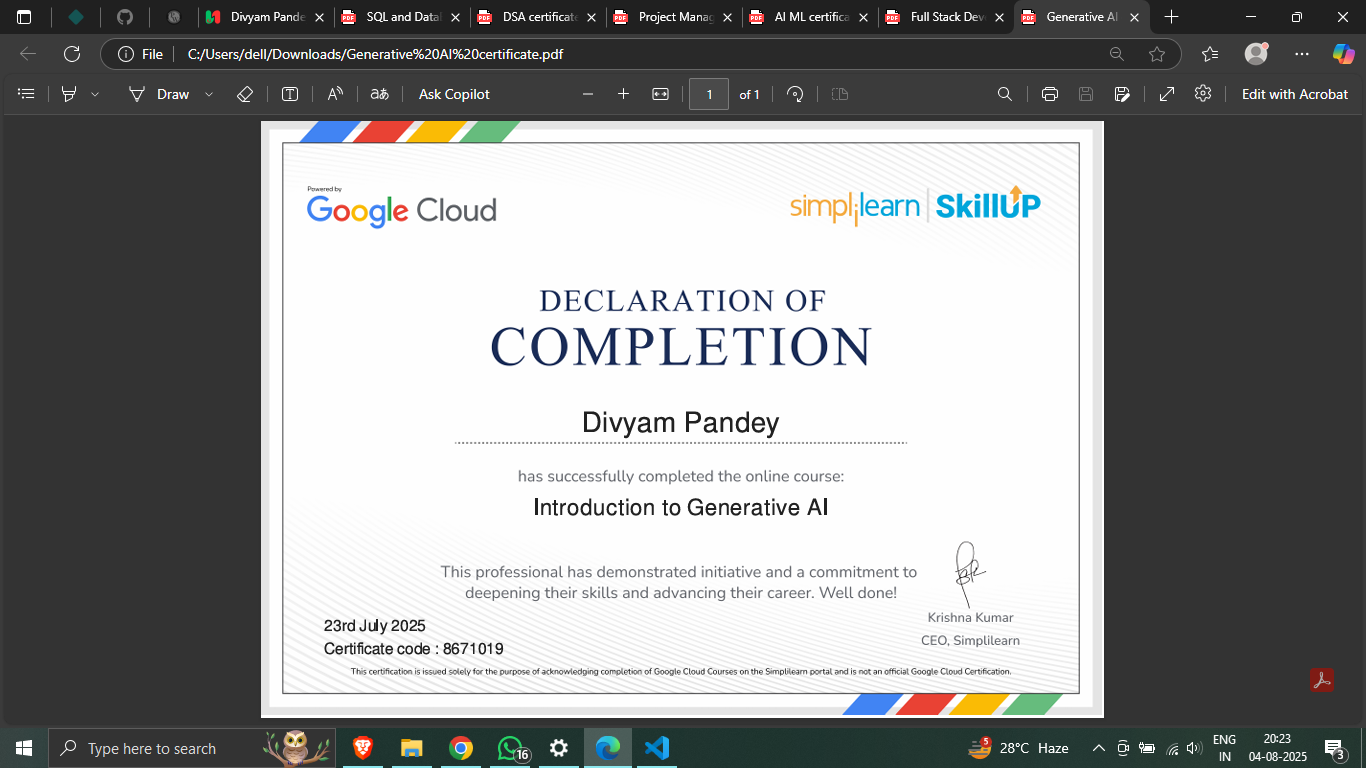 Divyam Pande
SQL and Datal
DSA certificate
Project Manag
AI ML certifica
Full Stack Dev
Generative AI
File
C:/Users/dell/Downloads/Generative%20AI%20certificate.pdf
Draw
Ask Copilot
1
of 1
Edit with Acrobat
Powered by
Google Cloud
simplilearn | SkillUP
DECLARATION OF
COMPLETION
Divyam Pandey
has successfully completed the online course:
Introduction to Generative AI
This professional has demonstrated initiative and a commitment to
deepening their skills and advancing their career. Well done!
Krishna Kumar
CEO, Simplilearn
23rd July 2025
Certificate code : 8671019
This certification is issued solely for the purpose of acknowledging completion of Google Cloud Courses on the Simplilearn portal and is not an official Google Cloud Certification.
Type here to search
16
5
28°C Haze
ENG
IN
20:23
04-08-2025
3